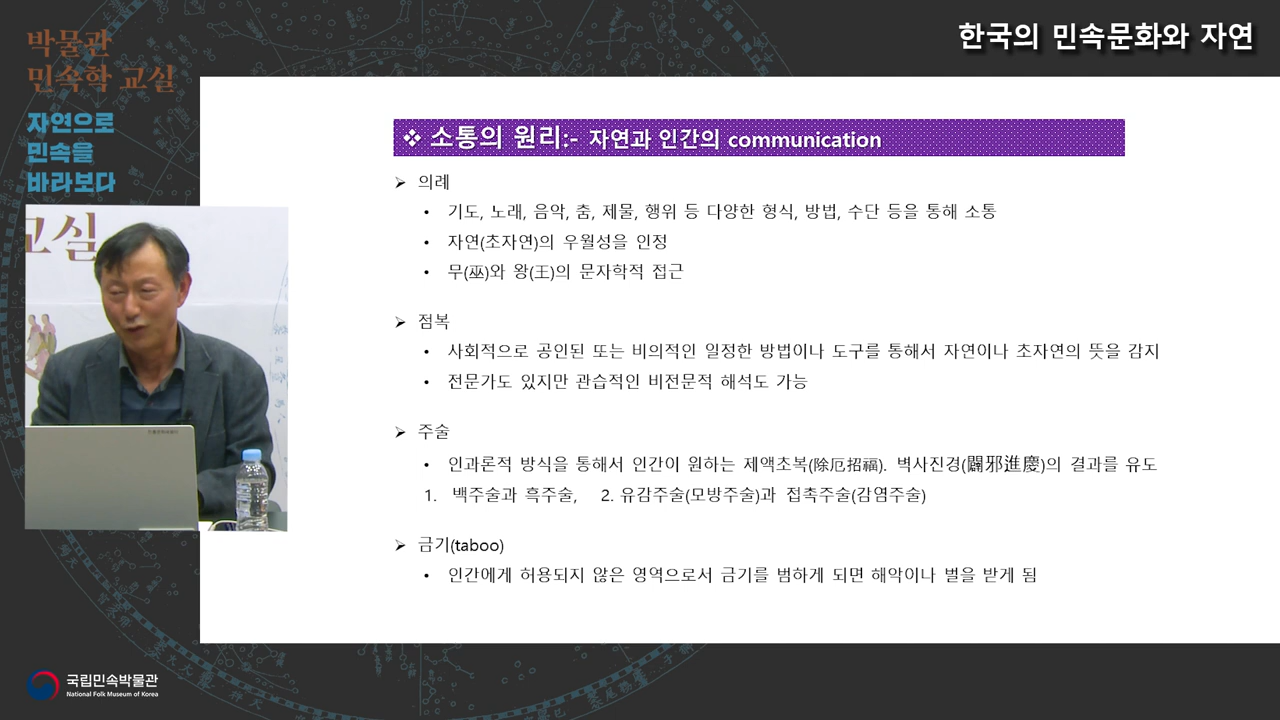 한국의 민속문화와 자연
박물관
민속학 교실
자연으로
민속을
바라보다
교실
❖ 소통의 원리:- 자연과 인간의 communication
➢ 의례
• 기도, 노래, 음악, 춤, 제물, 행위 등 다양한 형식, 방법, 수단 등을 통해 소통
• 자연(초자연)의 우월성을 인정
• 무(巫)와 왕(王)의 문자학적 접근
➢ 점복
• 사회적으로 공인된 또는 비의적인 일정한 방법이나 도구를 통해서 자연이나 초자연의 뜻을 감지
• 전문가도 있지만 관습적인 비전문적 해석도 가능
➢ 주술
• 인과론적 방식을 통해서 인간이 원하는 제액초복(除厄招福). 벽사진경(闢邪進慶)의 결과를 유도
1. 백주술과 흑주술, 2. 유감주술(모방주술)과 접촉주술(감염주술)
➢ 금기(taboo)
• 인간에게 허용되지 않은 영역으로서 금기를 범하게 되면 해악이나 벌을 받게 됨
국립민속박물관
National Folk Museum of Korea